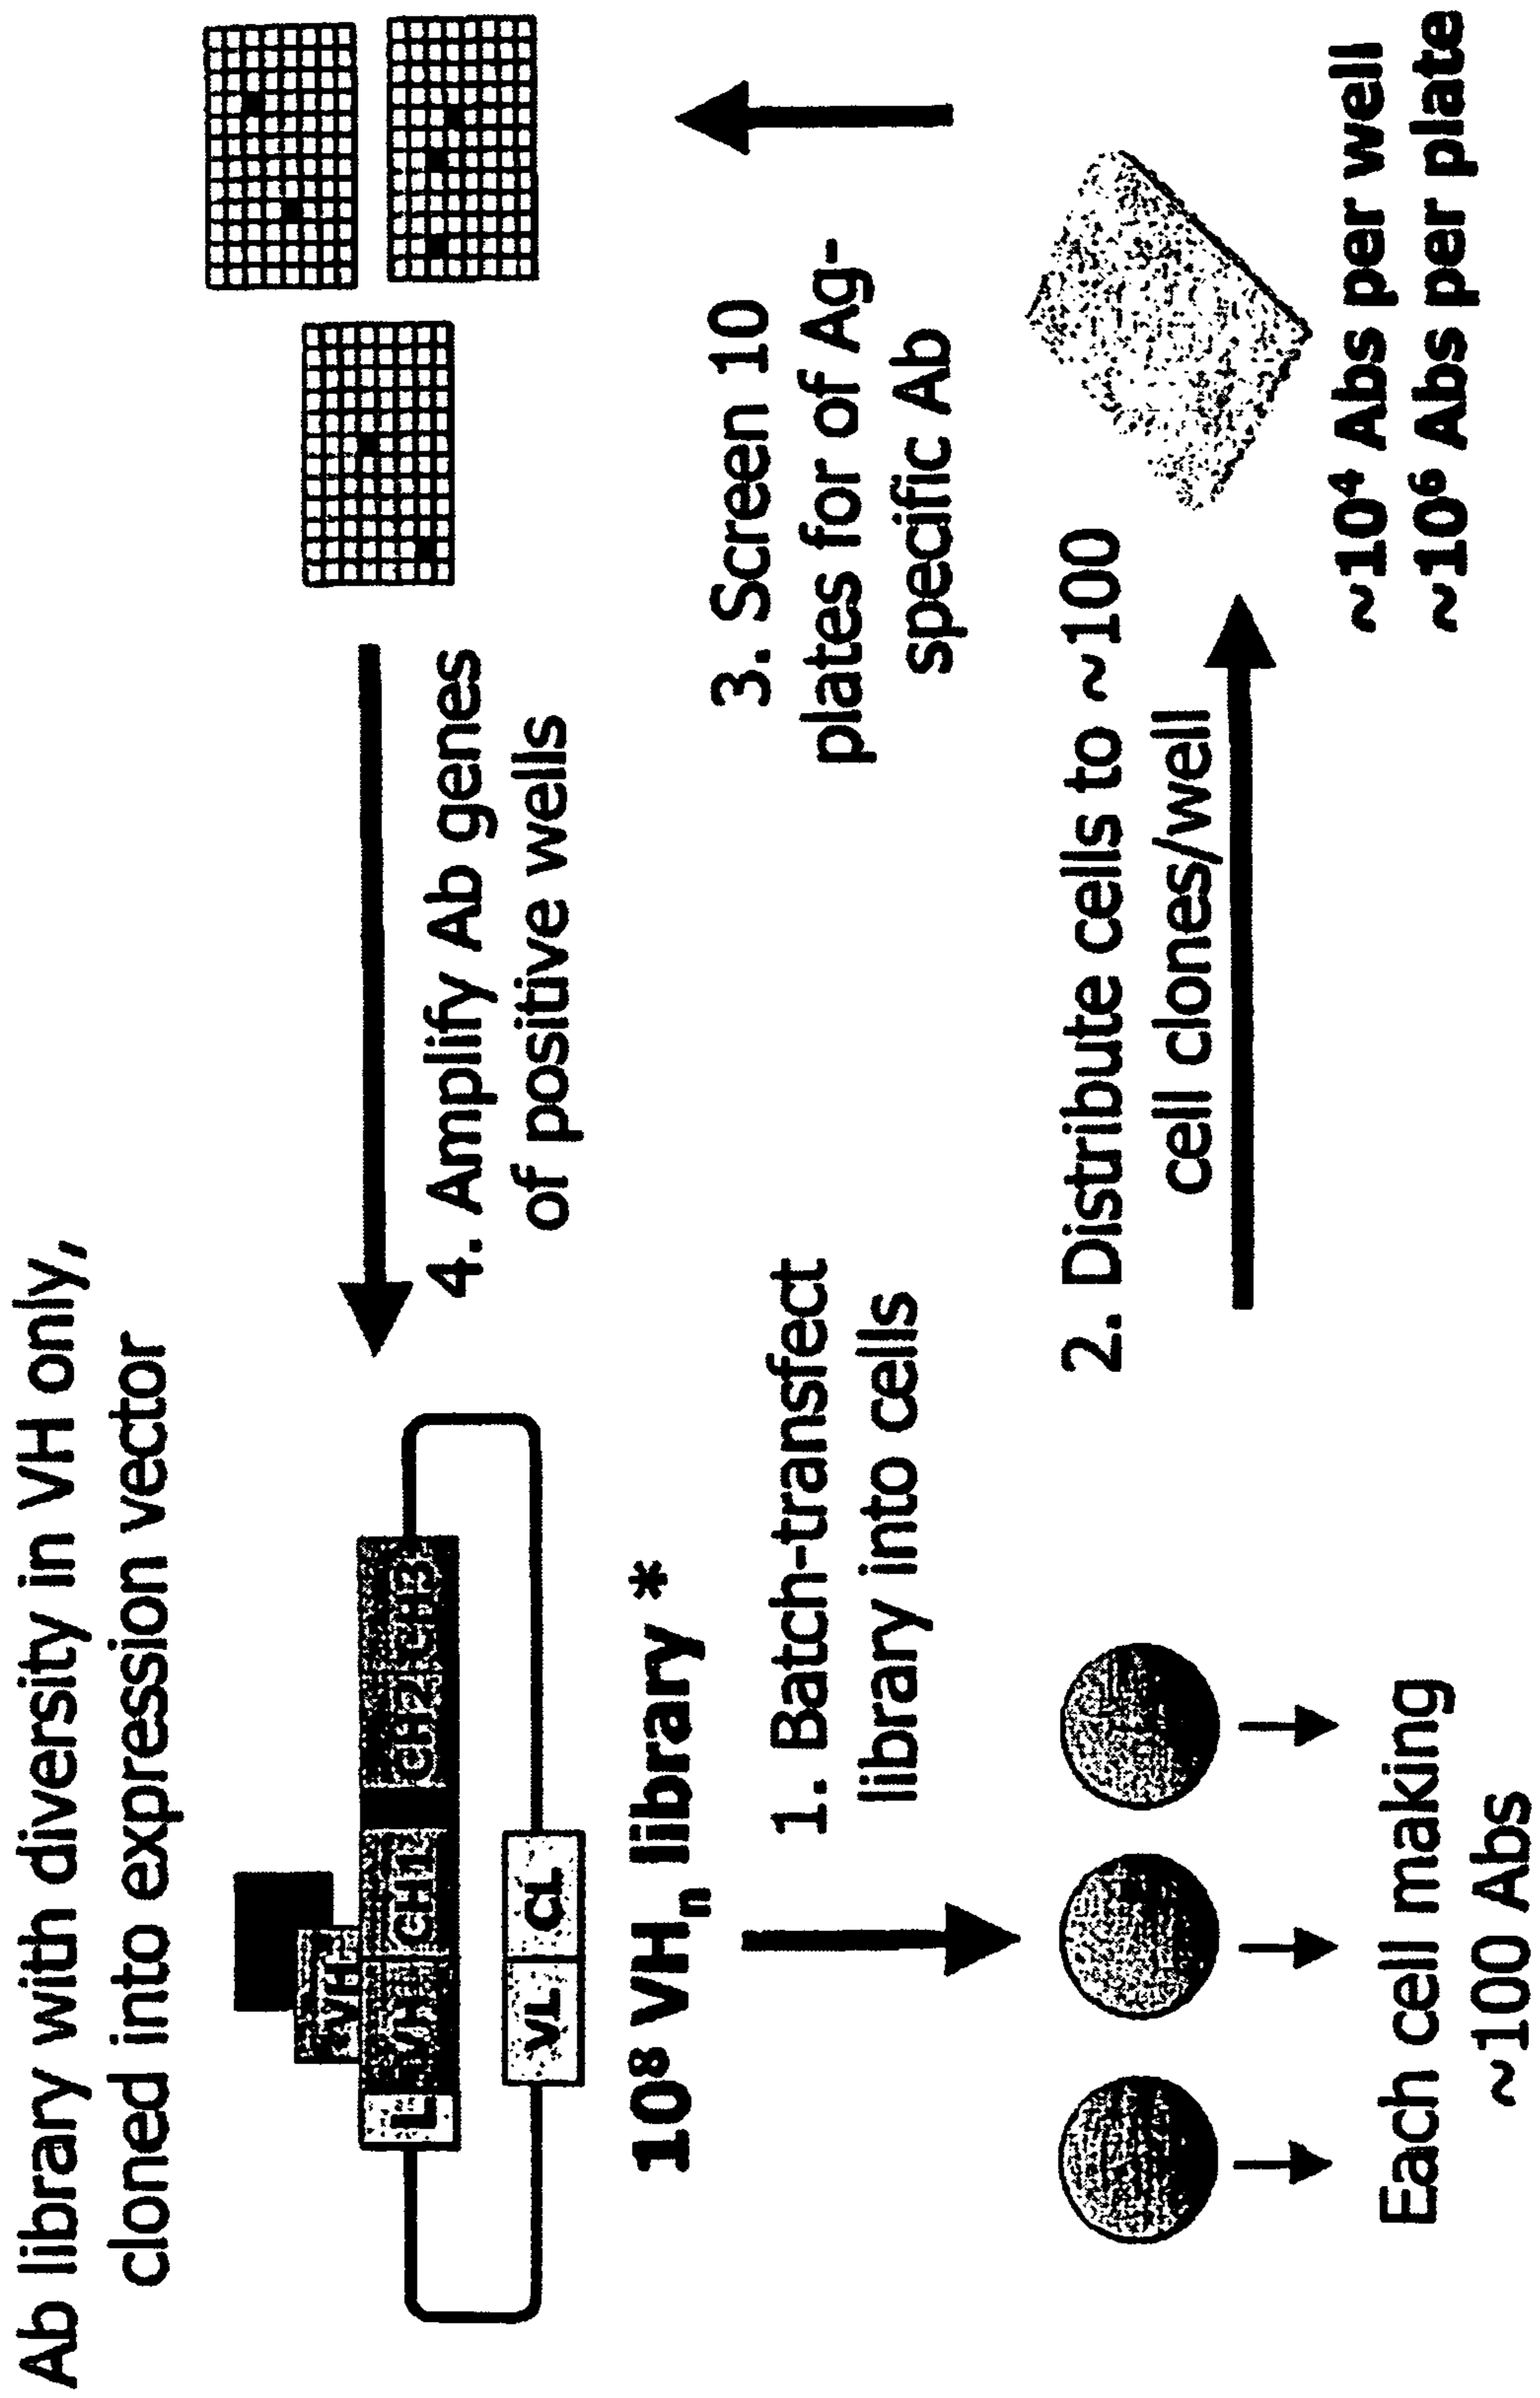 Ab library with diversity in VH only,
cloned into expression vector
VH
L VH CH1 CH2 CH3
VL CL
10⁸ VHₙ library *
1. Batch-transfect
library into cells
Each cell making
~100 Abs
2. Distribute cells to ~100
cell clones/well
~10⁴ Abs per well
~10⁶ Abs per plate
3. Screen 10
plates for of Ag-
specific Ab
4. Amplify Ab genes
of positive wells